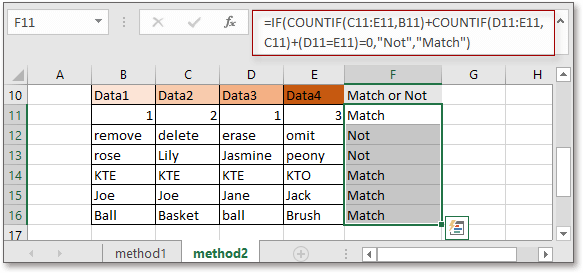 F11
=IF(COUNTIF(C11:E11,B11)+COUNTIF(D11:E11,
C11)+(D11=E11)=0,"Not","Match")
A B C D E F G H
10 Data1 Data2 Data3 Data4 Match or Not
11 1 2 1 3 Match
12 remove delete erase omit Not
13 rose Lily Jasmine peony Not
14 KTE KTE KTE KTO Match
15 Joe Joe Jane Jack Match
16 Ball Basket ball Brush Match
17
method1 method2